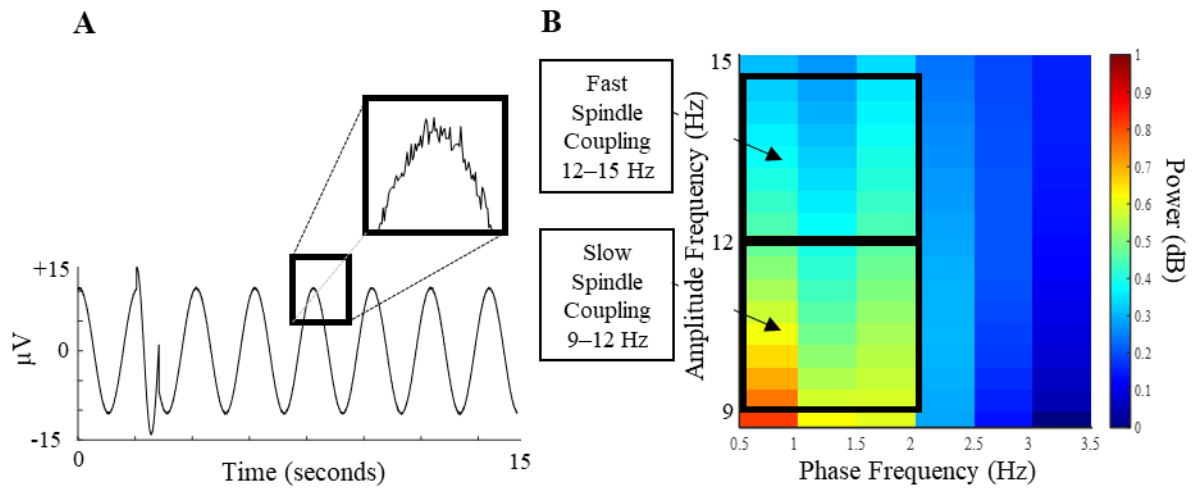 A
+15
μV
0
-15
0
15
Time (seconds)
B
Fast
Spindle
Coupling
12–15 Hz
Slow
Spindle
Coupling
9–12 Hz
Amplitude Frequency (Hz)
15
12
9
0.5
1
1.5
2
2.5
3
3.5
Phase Frequency (Hz)
1
0.9
0.8
0.7
0.6
0.5
0.4
0.3
0.2
0.1
0
Power (dB)